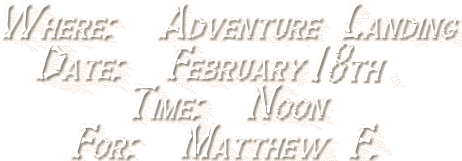 Where: Adventure Landing
Date: February 18th
Time: Noon
For: Matthew F.